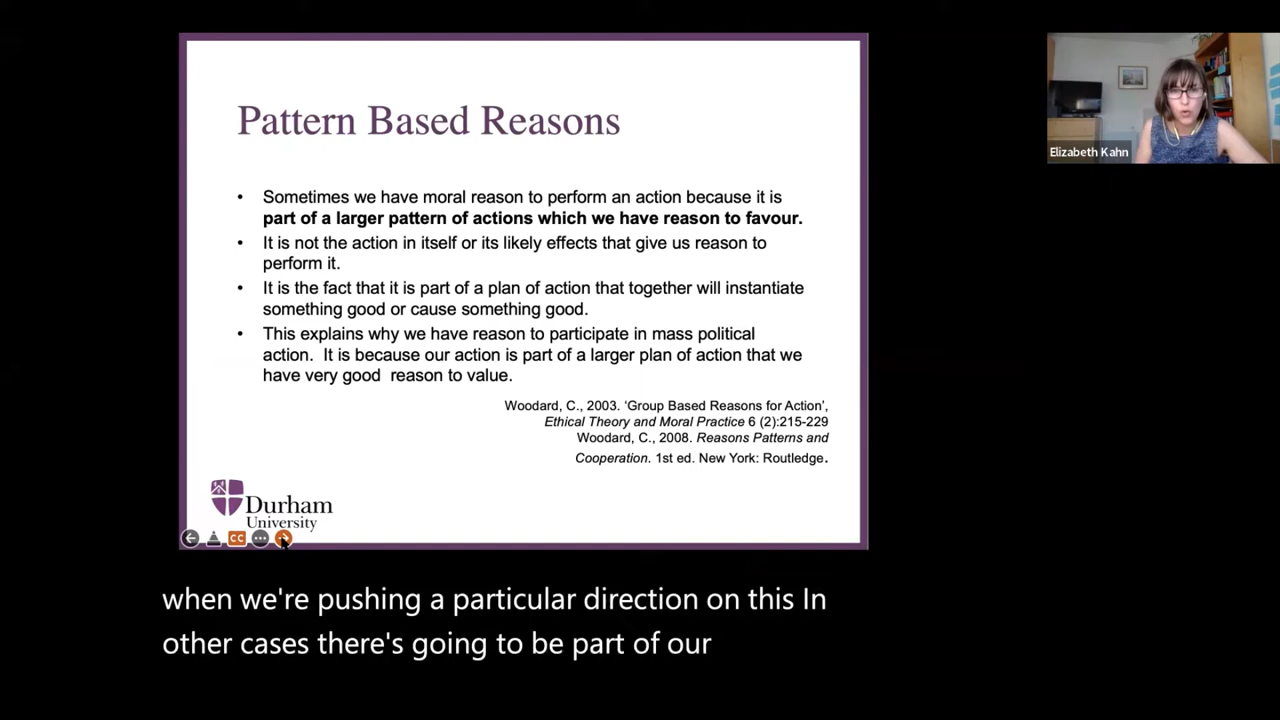 Pattern Based Reasons
• Sometimes we have moral reason to perform an action because it is
part of a larger pattern of actions which we have reason to favour.
• It is not the action in itself or its likely effects that give us reason to
perform it.
• It is the fact that it is part of a plan of action that together will instantiate
something good or cause something good.
• This explains why we have reason to participate in mass political
action.  It is because our action is part of a larger plan of action that we
have very good  reason to value.
Woodard, C., 2003. ‘Group Based Reasons for Action’,
Ethical Theory and Moral Practice 6 (2):215-229
Woodard, C., 2008. Reasons Patterns and
Cooperation. 1st ed. New York: Routledge.
Durham
University
CC
Elizabeth Kahn
when we're pushing a particular direction on this In
other cases there's going to be part of our